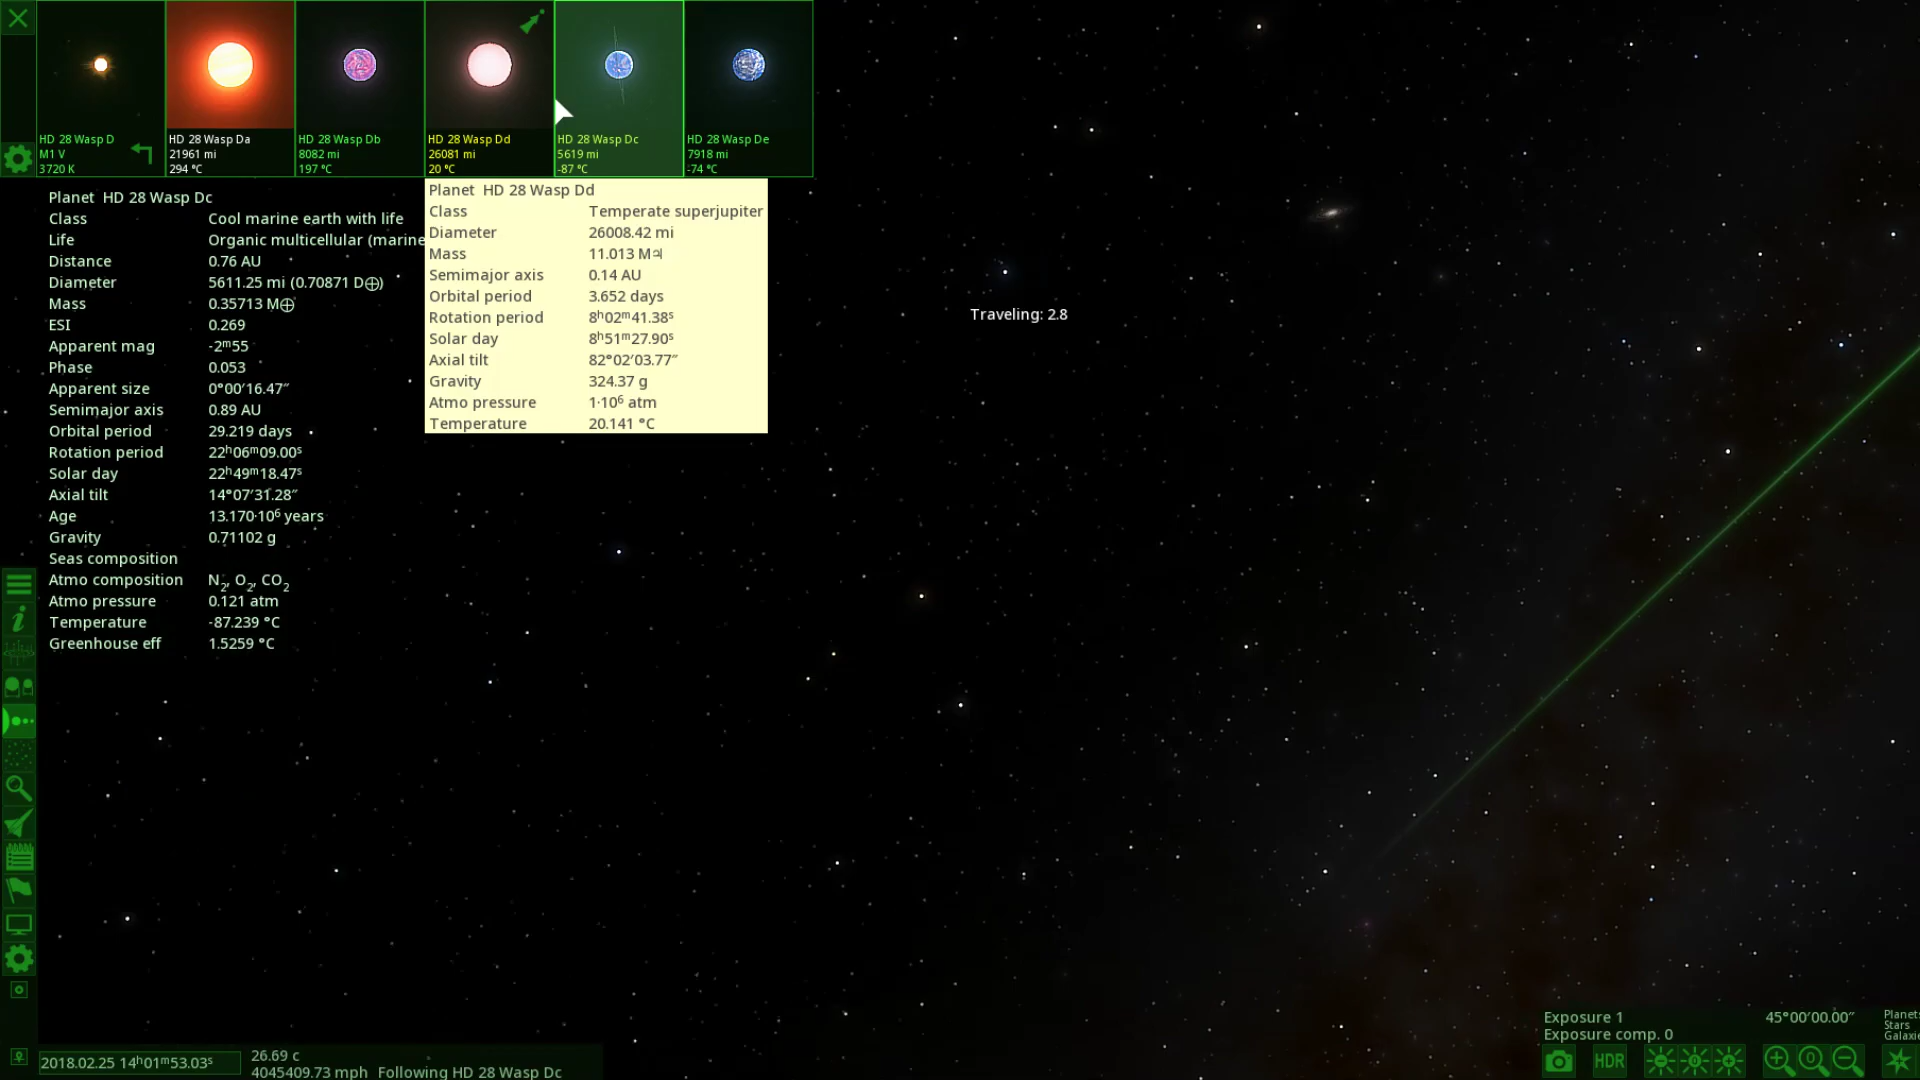 HD 28 Wasp D
M1 V
3720 K
HD 28 Wasp Da
21961 mi
294 °C
HD 28 Wasp Db
8082 mi
197 °C
HD 28 Wasp Dd
26081 mi
20 °C
HD 28 Wasp Dc
5619 mi
-87 °C
HD 28 Wasp De
7918 mi
-74 °C
Planet HD 28 Wasp Dc
Class Cool marine earth with life
Life Organic multicellular (marine
Distance 0.76 AU
Diameter 5611.25 mi (0.70871 D⊕)
Mass 0.35713 M⊕
ESI 0.269
Apparent mag -2ᵐ55
Phase 0.053
Apparent size 0°00′16.47″
Semimajor axis 0.89 AU
Orbital period 29.219 days
Rotation period 22ʰ06ᵐ09.00ˢ
Solar day 22ʰ49ᵐ18.47ˢ
Axial tilt 14°07′31.28″
Age 13.170·10⁶ years
Gravity 0.71102 g
Seas composition
Atmo composition N₂, O₂, CO₂
Atmo pressure 0.121 atm
Temperature -87.239 °C
Greenhouse eff 1.5259 °C
Planet HD 28 Wasp Dd
Class Temperate superjupiter
Diameter 26008.42 mi
Mass 11.013 M♃
Semimajor axis 0.14 AU
Orbital period 3.652 days
Rotation period 8ʰ02ᵐ41.38ˢ
Solar day 8ʰ51ᵐ27.90ˢ
Axial tilt 82°02′03.77″
Gravity 324.37 g
Atmo pressure 1·10⁶ atm
Temperature 20.141 °C
Traveling: 2.8
2018.02.25 14ʰ01ᵐ53.03ˢ
26.69 c
4045409.73 mph Following HD 28 Wasp Dc
Exposure 1
Exposure comp. 0
45°00′00.00″
Planets
Stars
Galaxie
HDR
0